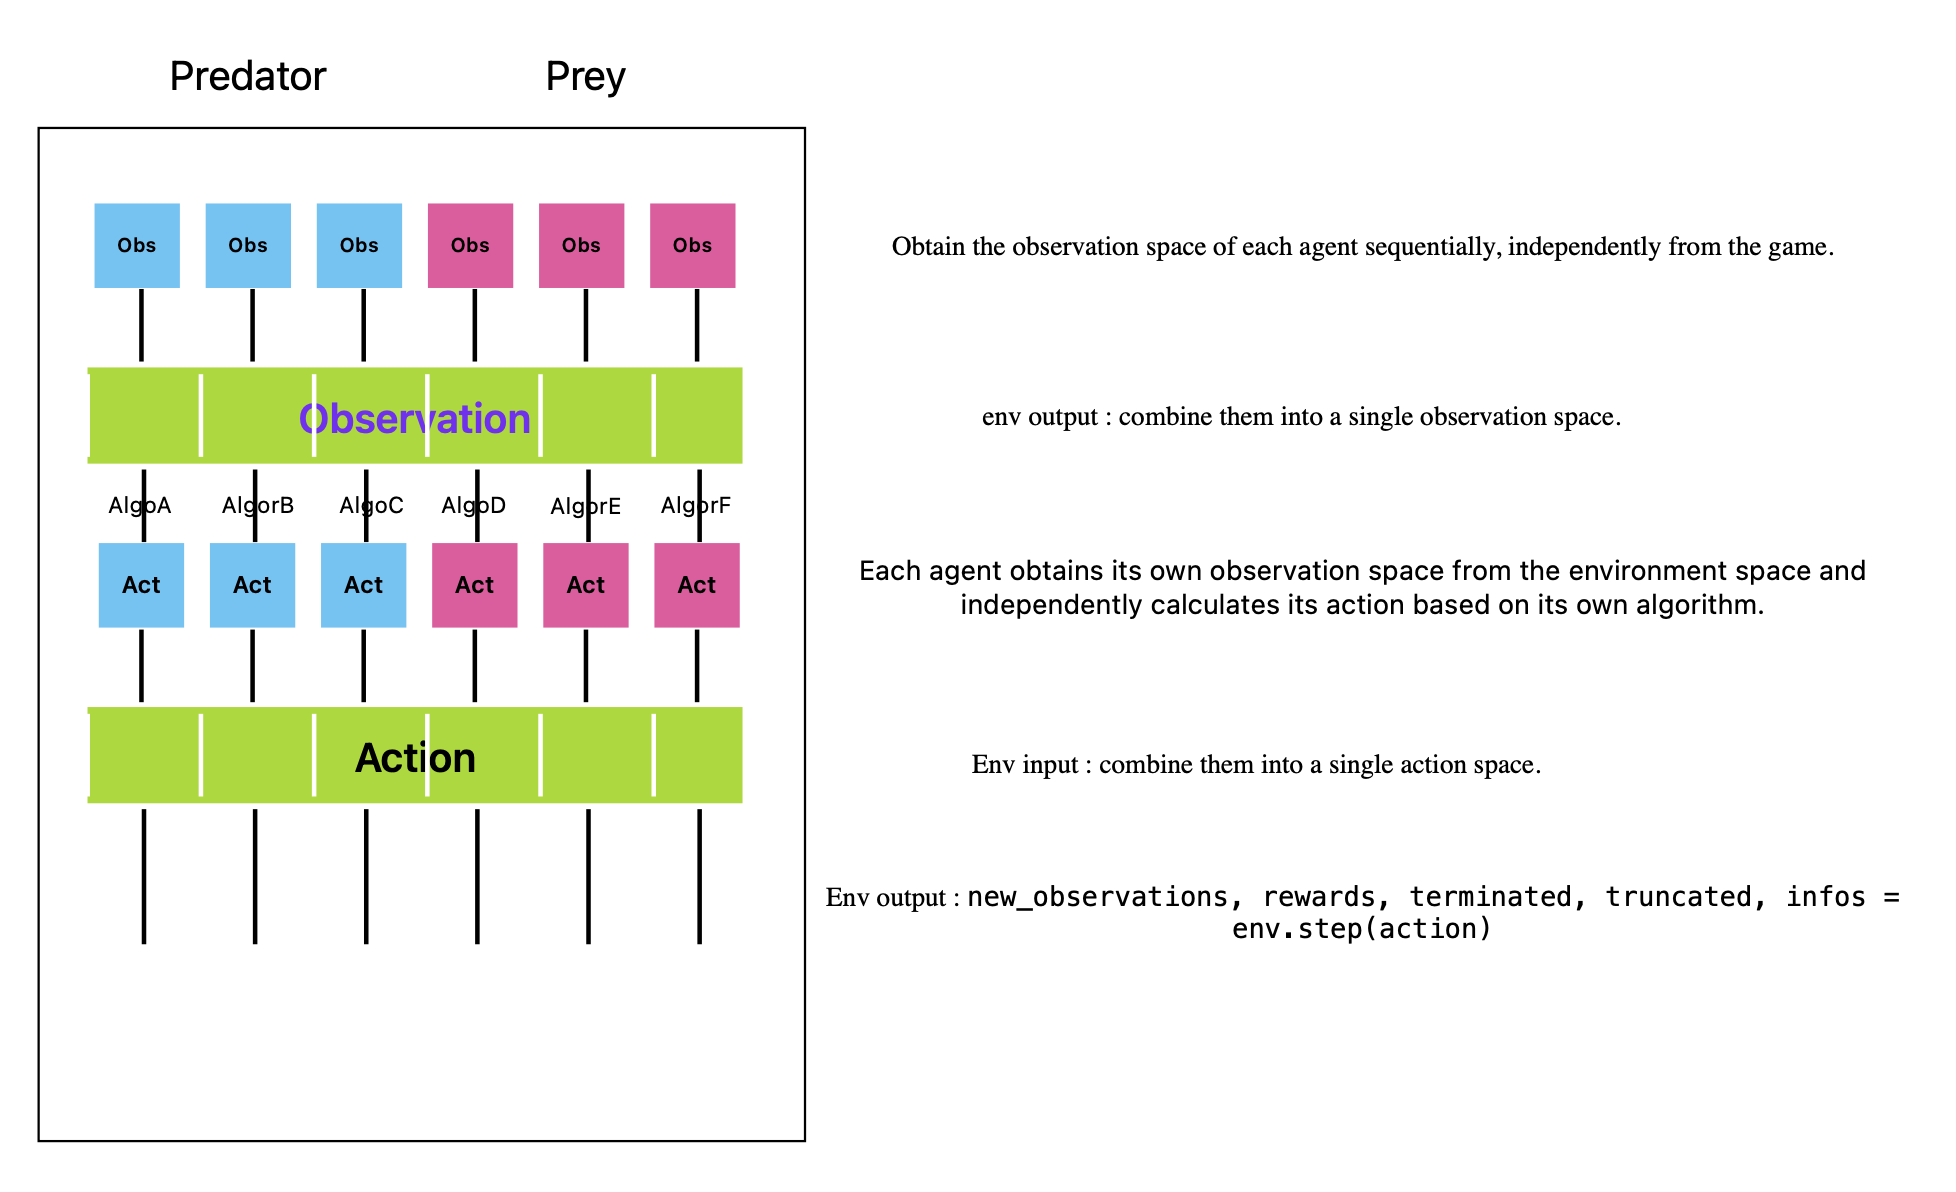 Predator Prey
Obs Obs Obs Obs Obs Obs
Obtain the observation space of each agent sequentially, independently from the game.
Observation
env output : combine them into a single observation space.
AlgoA AlgorB AlgoC AlgoD AlgorE AlgorF
Act Act Act Act Act Act
Each agent obtains its own observation space from the environment space and
independently calculates its action based on its own algorithm.
Action
Env input : combine them into a single action space.
Env output : new_observations, rewards, terminated, truncated, infos =
env.step(action)